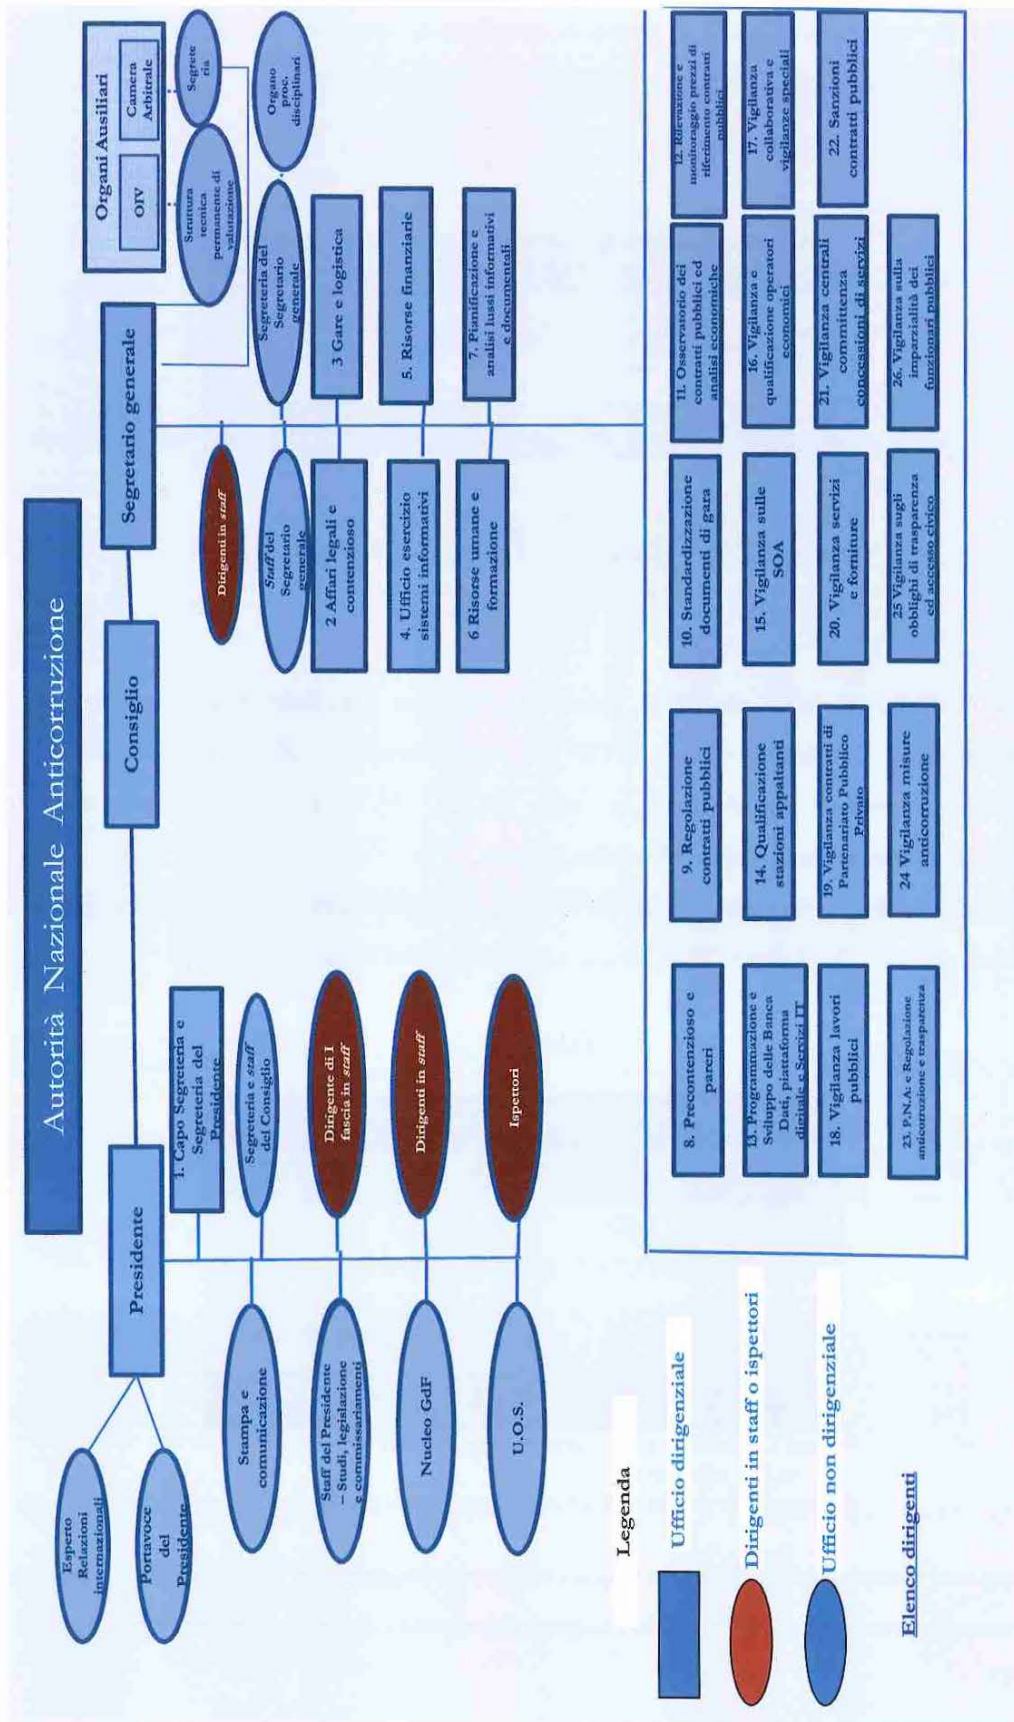 Autorità Nazionale Anticorruzione
Presidente
Consiglio
Segretario generale
Organi Ausiliari
OIV
Camera
Arbitrale
Segrete
ria
Struttura
tecnica
permanente di
valutazione
Organo
proc.
disciplinari
Esperto
Relazioni
internazionali
Portavoce
del
Presidente
1. Capo Segreteria e
Segreteria del
Presidente
Segreteria e staff
del Consiglio
Stampa e
comunicazione
Dirigente di I
fascia in staff
Staff del Presidente
– Studi, legislazione
e commissariamenti
Dirigenti in staff
Nucleo GdF
Ispettori
U.O.S.
Dirigenti in staff
Staff del
Segretario
generale
Segreteria del
Segretario
generale
2 Affari legali e
contenzioso
3 Gare e logistica
4. Ufficio esercizio
sistemi informativi
5. Risorse finanziarie
6 Risorse umane e
formazione
7. Pianificazione e
analisi lussi informativi
e documentali
8. Precontenzioso e
pareri
9. Regolazione
contratti pubblici
10. Standardizzazione
documenti di gara
11. Osservatorio dei
contratti pubblici ed
analisi economiche
12. Rilevazione e
monitoraggio prezzi di
riferimento contratti
pubblici
13. Programmazione e
Sviluppo delle Banca
Dati, piattaforma
digitale e Servizi IT
14. Qualificazione
stazioni appaltanti
15. Vigilanza sulle
SOA
16. Vigilanza e
qualificazione operatori
economici
17. Vigilanza
collaborativa e
vigilanze speciali
18. Vigilanza lavori
pubblici
19. Vigilanza contratti di
Partenariato Pubblico
Privato
20. Vigilanza servizi
e forniture
21. Vigilanza centrali
committenza
concessioni di servizi
22. Sanzioni
contratti pubblici
23. P.N.A. e Regolazione
anticorruzione e trasparenza
24 Vigilanza misure
anticorruzione
25 Vigilanza sugli
obblighi di trasparenza
ed accesso civico
26. Vigilanza sulla
imparzialità dei
funzionari pubblici
Legenda
Ufficio dirigenziale
Dirigenti in staff o ispettori
Ufficio non dirigenziale
Elenco dirigenti